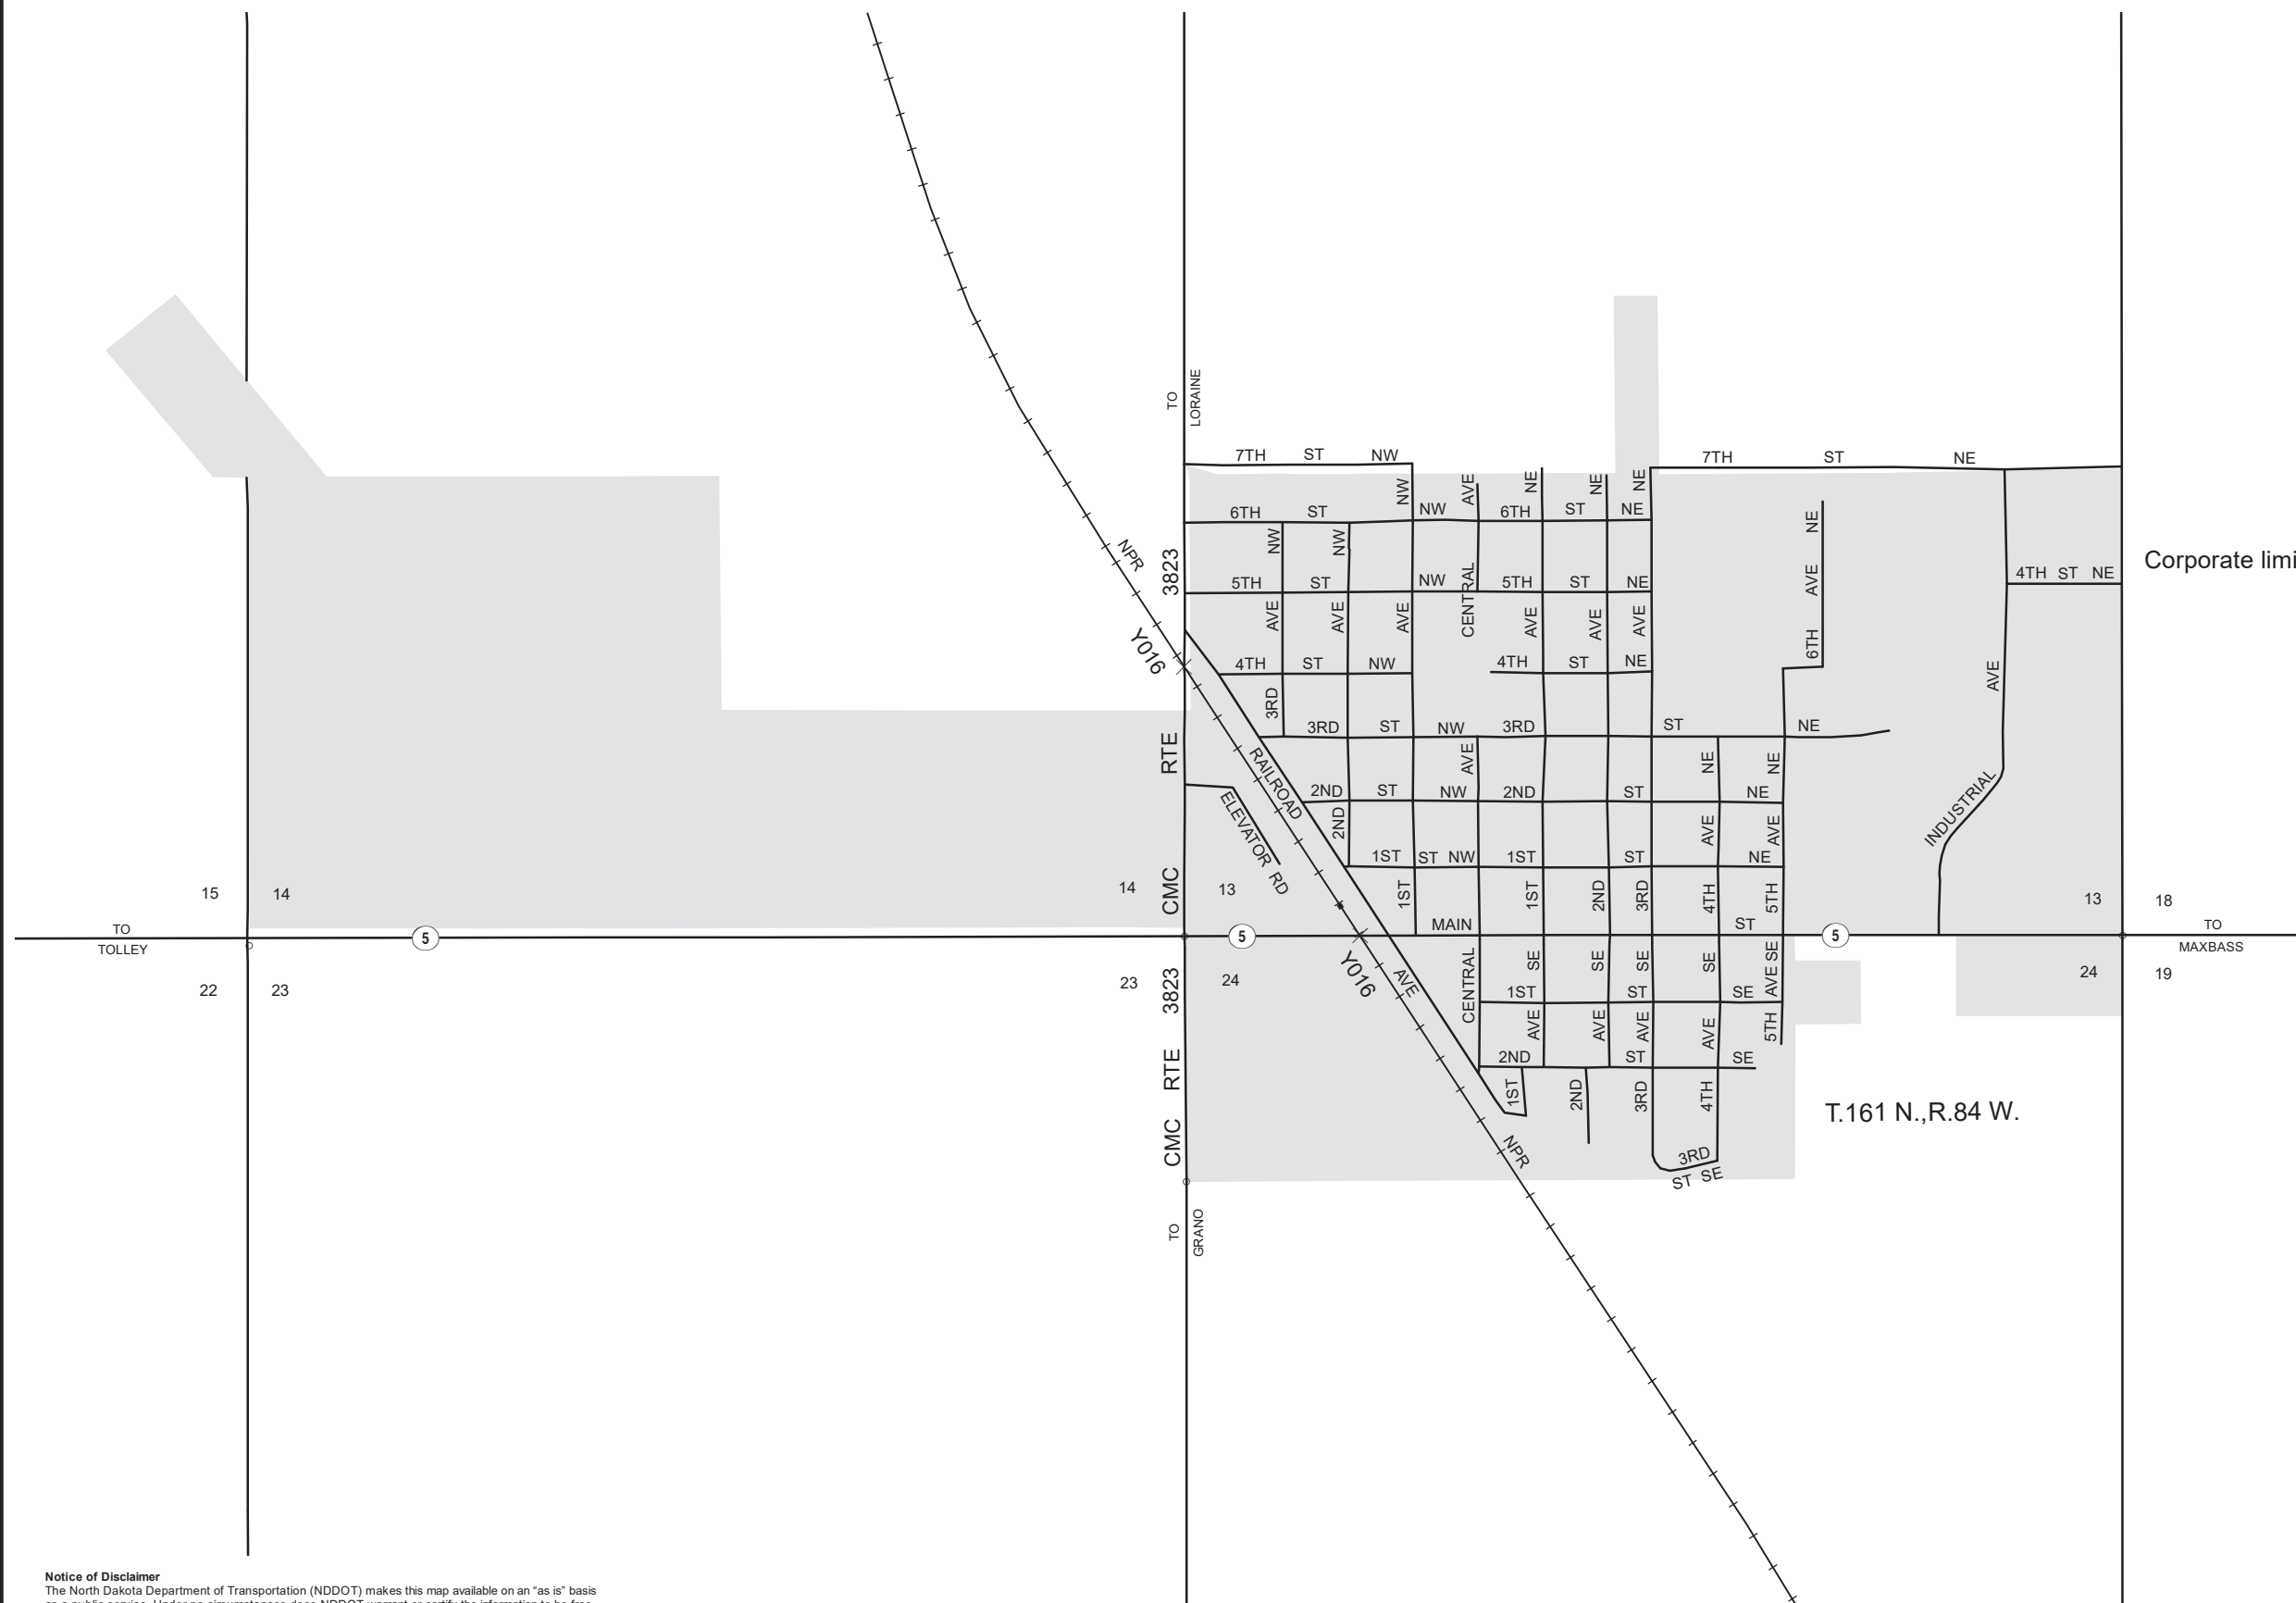 TO
LORAINE
7TH ST NW
7TH ST NE
NW
AVE
NE
NE
NE
6TH ST NW 6TH ST NE
NE
NW
NW
NPR
3823
Corporate limi
5TH ST NW 5TH ST NE
4TH ST NE
CENTRAL
AVE
AVE
AVE
AVE
AVE
AVE
AVE
6TH
Y016
4TH ST NW
4TH ST NE
AVE
3RD
3RD ST NW 3RD ST NE
RTE
AVE
NE
NE
RAILROAD
2ND ST NW 2ND ST NE
ELEVATOR RD
2ND
AVE
AVE
INDUSTRIAL
1ST ST NW 1ST ST NE
15 14
14 13
CMC
1ST
1ST
2ND
3RD
4TH
5TH
13 18
MAIN ST
TO
TOLLEY
5
5
5
TO
MAXBASS
22 23
23 24
24 19
3823
Y016
AVE
CENTRAL
SE
SE
SE
SE
AVE SE
1ST ST SE
AVE
AVE
AVE
AVE
5TH
RTE
2ND ST SE
1ST
2ND
3RD
4TH
T.161 N.,R.84 W.
CMC
NPR
3RD
ST SE
TO
GRANO
Notice of Disclaimer
The North Dakota Department of Transportation (NDDOT) makes this map available on an “as is” basis